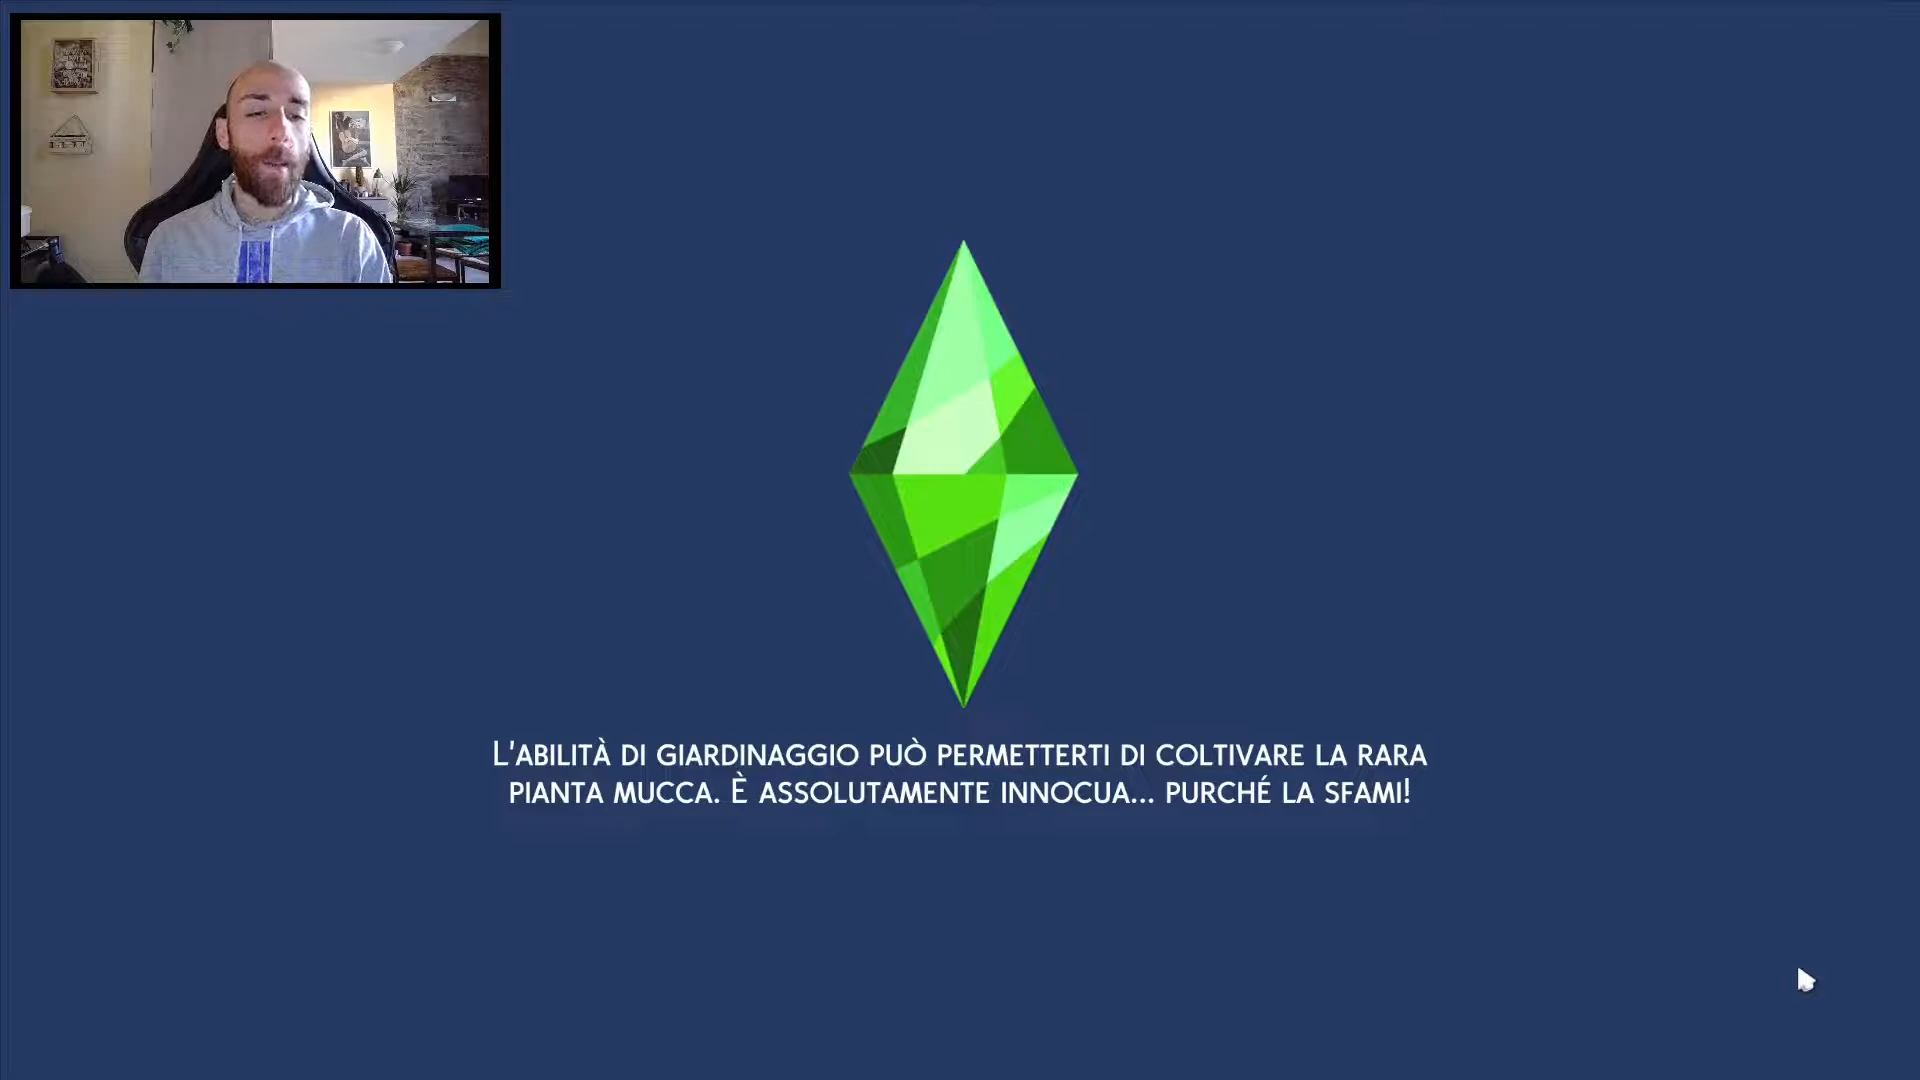 L'ABILITÀ DI GIARDINAGGIO PUÒ PERMETTERTI DI COLTIVARE LA RARA
PIANTA MUCCA. È ASSOLUTAMENTE INNOCUA... PURCHÉ LA SFAMI!